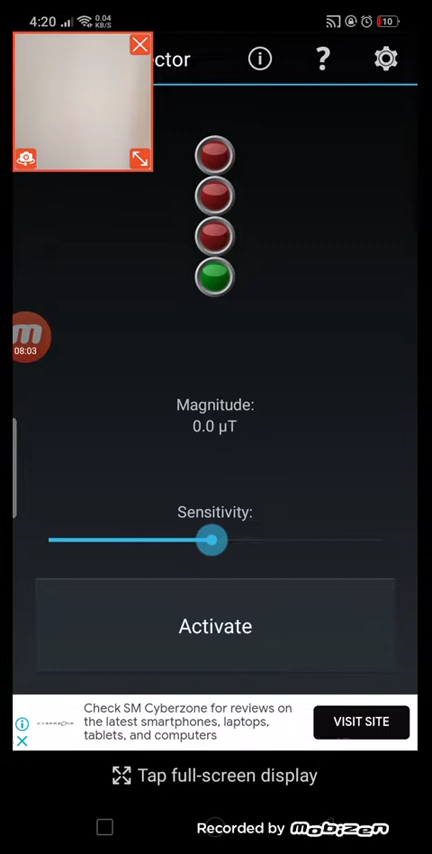 4:20
0.04
KB/S
10
ector
08:03
Magnitude:
0.0 µT
Sensitivity:
Activate
Check SM Cyberzone for reviews on
the latest smartphones, laptops,
tablets, and computers
VISIT SITE
Tap full-screen display
Recorded by mobizen